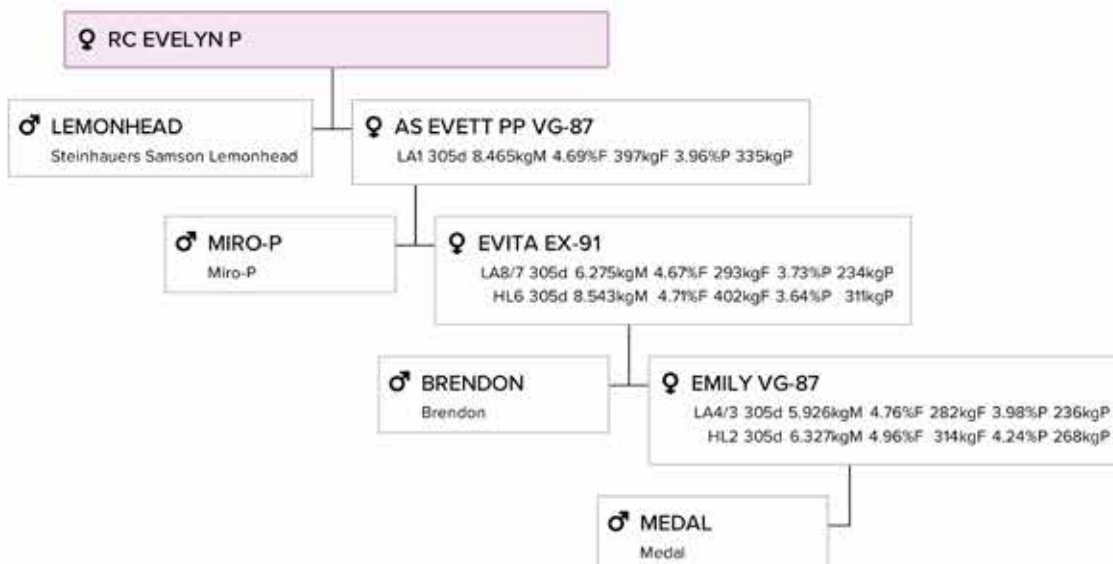 ♀ RC EVELYN P
♂ LEMONHEAD
Steinhauers Samson Lemonhead
♀ AS EVETT PP VG-87
LA1 305d 8.465kgM 4.69%F 397kgF 3.96%P 335kgP
♂ MIRO-P
Miro-P
♀ EVITA EX-91
LA8/7 305d 6.275kgM 4.67%F 293kgF 3.73%P 234kgP
HL6 305d 8.543kgM 4.71%F 402kgF 3.64%P 311kgP
♂ BRENDON
Brendon
♀ EMILY VG-87
LA4/3 305d 5.926kgM 4.76%F 282kgF 3.98%P 236kgP
HL2 305d 6.327kgM 4.96%F 314kgF 4.24%P 268kgP
♂ MEDAL
Medal